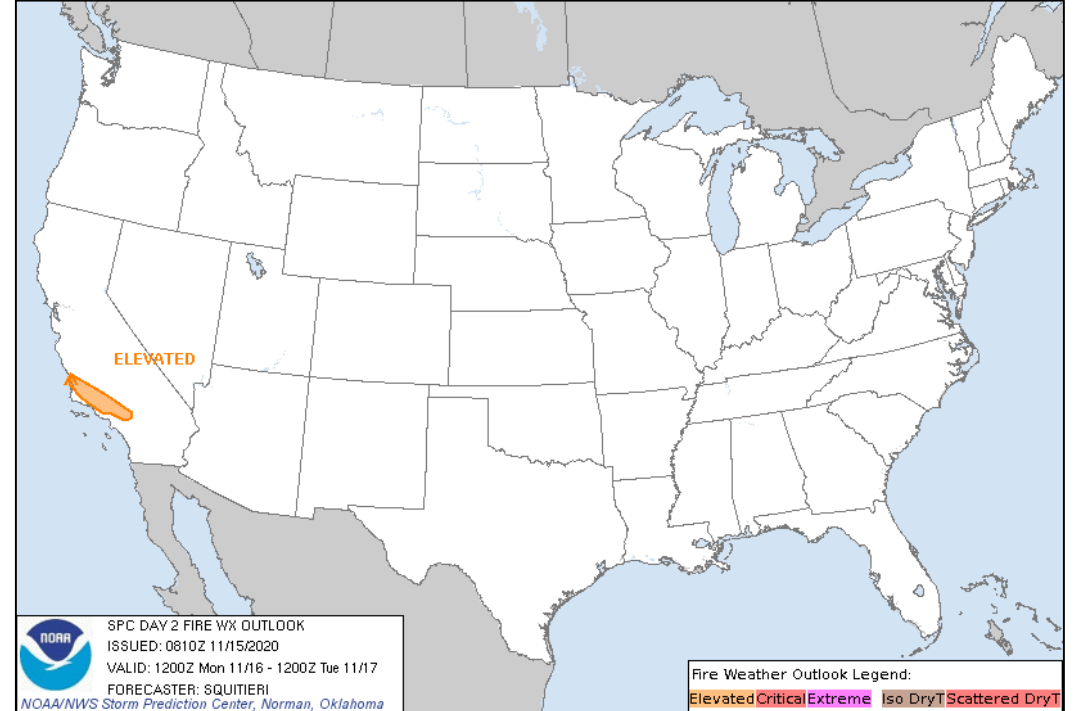 ELEVATED
NOAA
SPC DAY 2 FIRE WX OUTLOOK
ISSUED: 0810Z 11/15/2020
VALID: 1200Z Mon 11/16 - 1200Z Tue 11/17
FORECASTER: SQUITIERI
NOAA/NWS Storm Prediction Center, Norman, Oklahoma
Fire Weather Outlook Legend:
Elevated Critical Extreme Iso DryT Scattered DryT